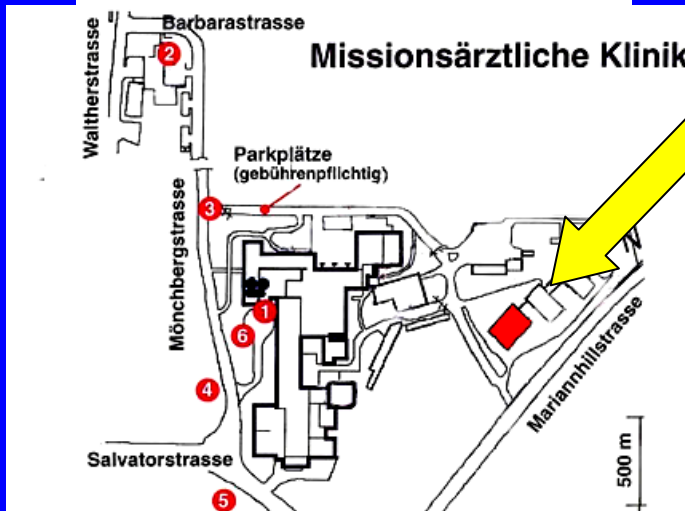 Barbarastrasse
2
Missionsärztliche Klinik
Waltherstrasse
Parkplätze
(gebührenpflichtig)
3
Mönchbergstrasse
1
6
4
Mariannhillstrasse
Salvatorstrasse
500 m
5